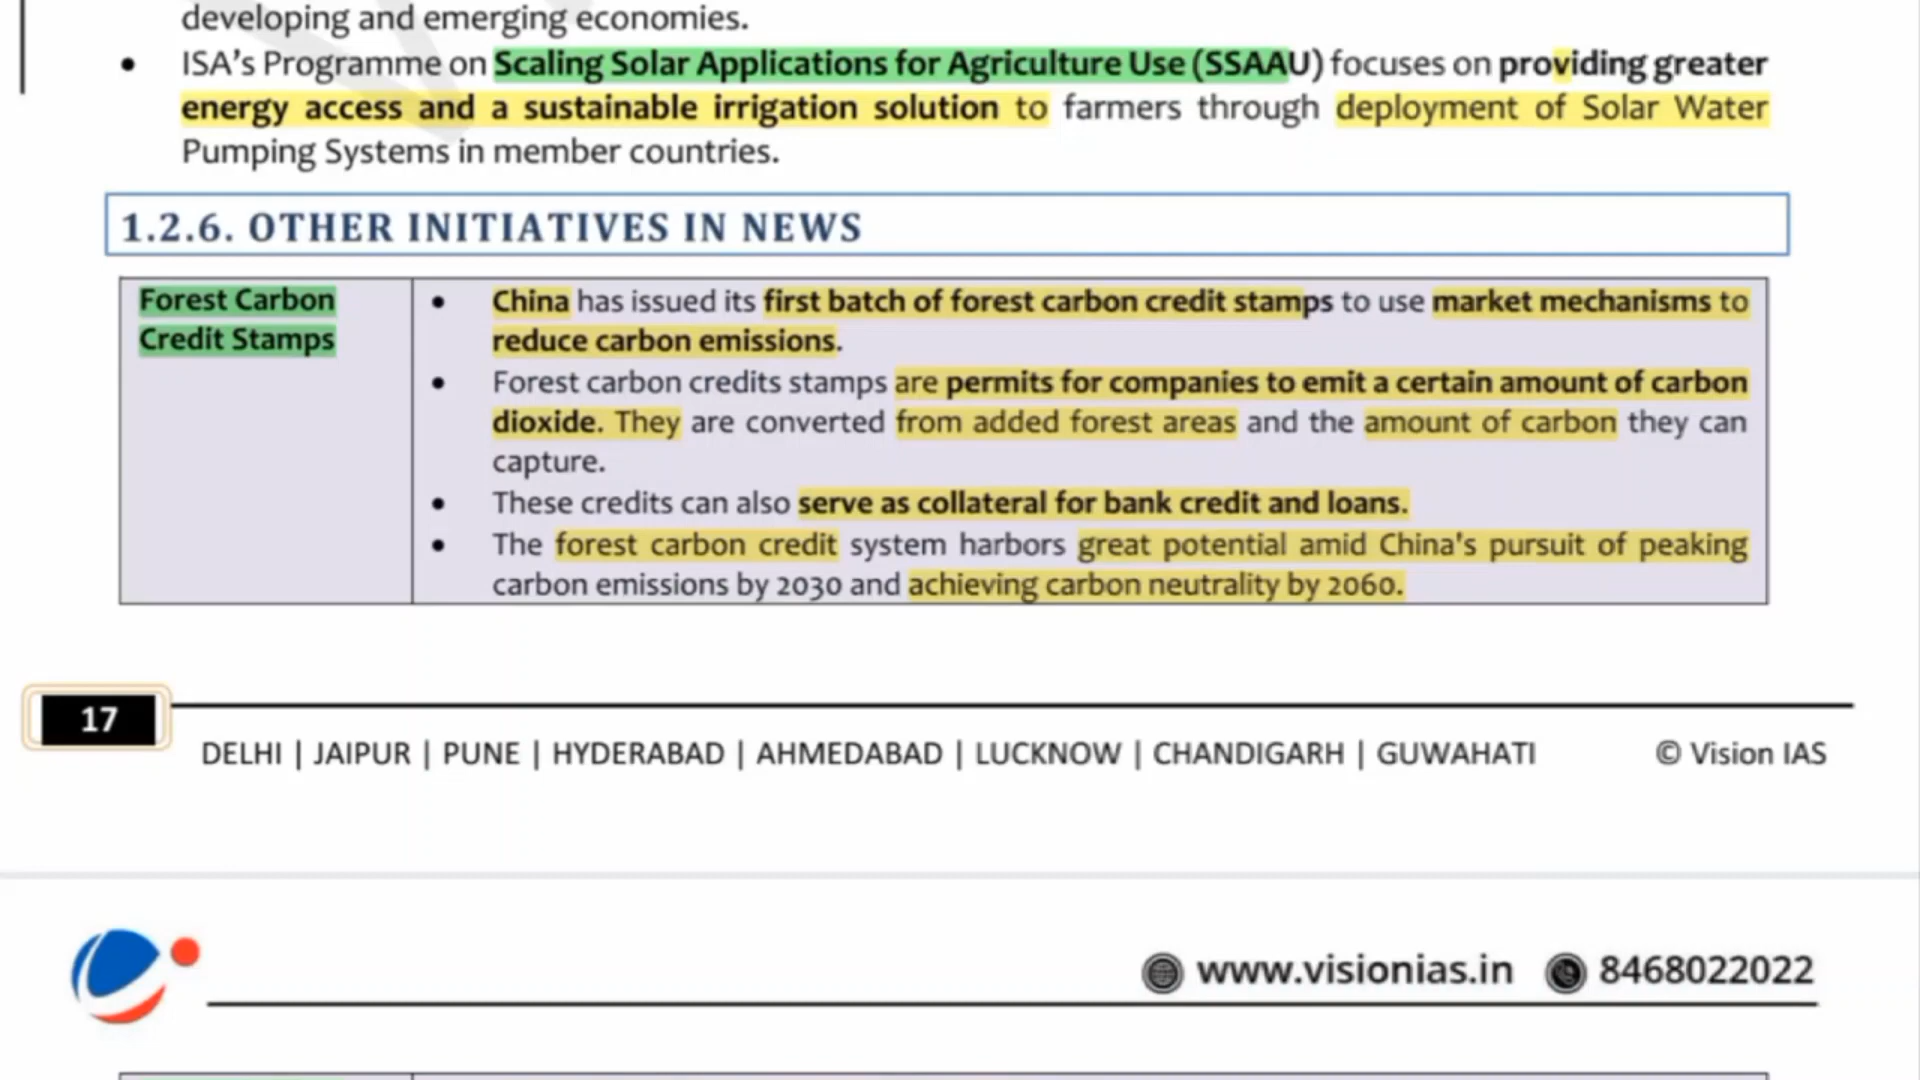 developing and emerging economies.
• ISA’s Programme on Scaling Solar Applications for Agriculture Use (SSAAU) focuses on providing greater
energy access and a sustainable irrigation solution to farmers through deployment of Solar Water
Pumping Systems in member countries.
1.2.6. OTHER INITIATIVES IN NEWS
Forest Carbon
Credit Stamps
• China has issued its first batch of forest carbon credit stamps to use market mechanisms to
reduce carbon emissions.
• Forest carbon credits stamps are permits for companies to emit a certain amount of carbon
dioxide. They are converted from added forest areas and the amount of carbon they can
capture.
• These credits can also serve as collateral for bank credit and loans.
• The forest carbon credit system harbors great potential amid China's pursuit of peaking
carbon emissions by 2030 and achieving carbon neutrality by 2060.
17
DELHI | JAIPUR | PUNE | HYDERABAD | AHMEDABAD | LUCKNOW | CHANDIGARH | GUWAHATI © Vision IAS
www.visionias.in 8468022022